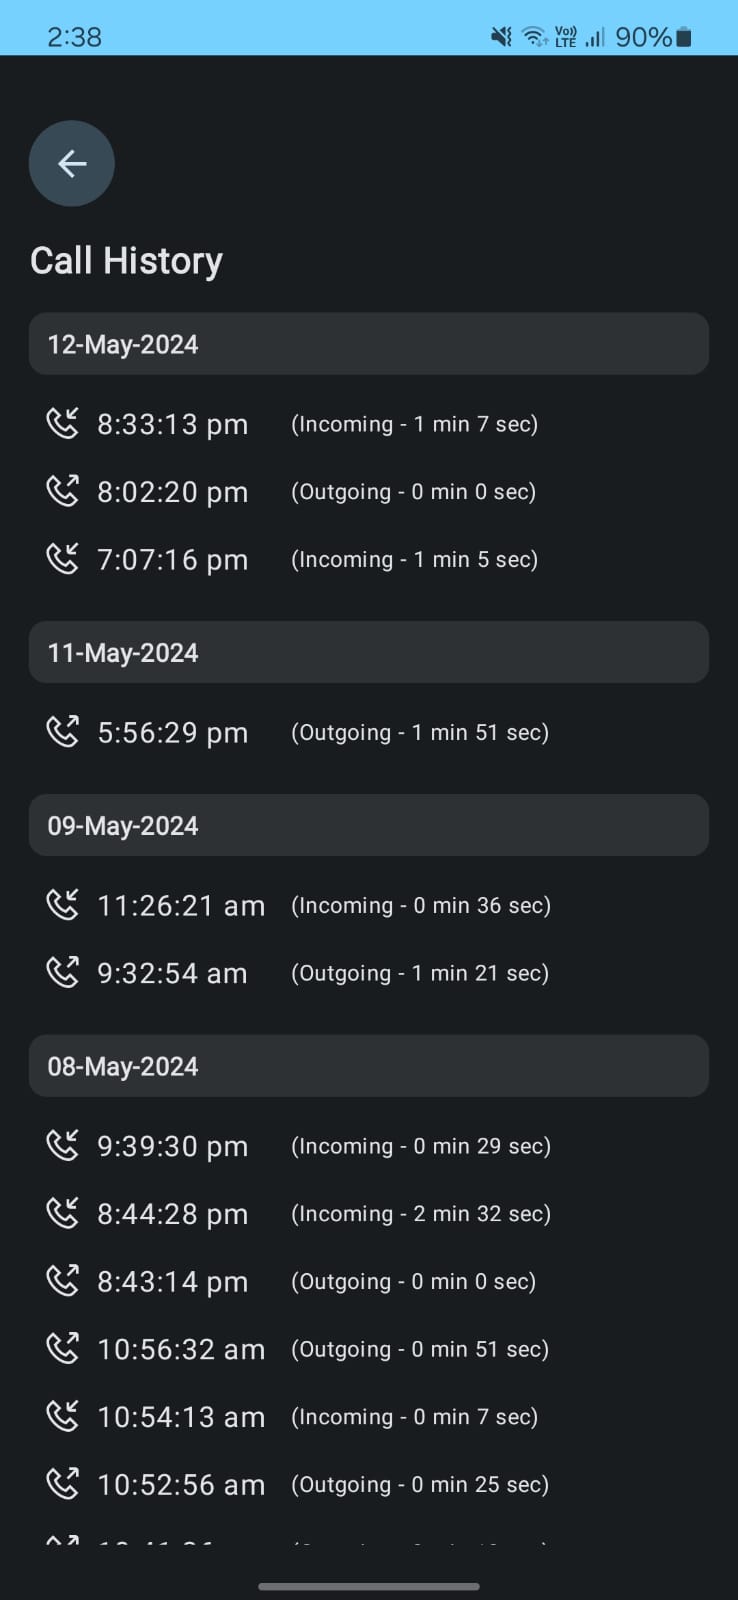 2:38 Vo)) LTE 90%
Call History
12-May-2024
8:33:13 pm (Incoming - 1 min 7 sec)
8:02:20 pm (Outgoing - 0 min 0 sec)
7:07:16 pm (Incoming - 1 min 5 sec)
11-May-2024
5:56:29 pm (Outgoing - 1 min 51 sec)
09-May-2024
11:26:21 am (Incoming - 0 min 36 sec)
9:32:54 am (Outgoing - 1 min 21 sec)
08-May-2024
9:39:30 pm (Incoming - 0 min 29 sec)
8:44:28 pm (Incoming - 2 min 32 sec)
8:43:14 pm (Outgoing - 0 min 0 sec)
10:56:32 am (Outgoing - 0 min 51 sec)
10:54:13 am (Incoming - 0 min 7 sec)
10:52:56 am (Outgoing - 0 min 25 sec)